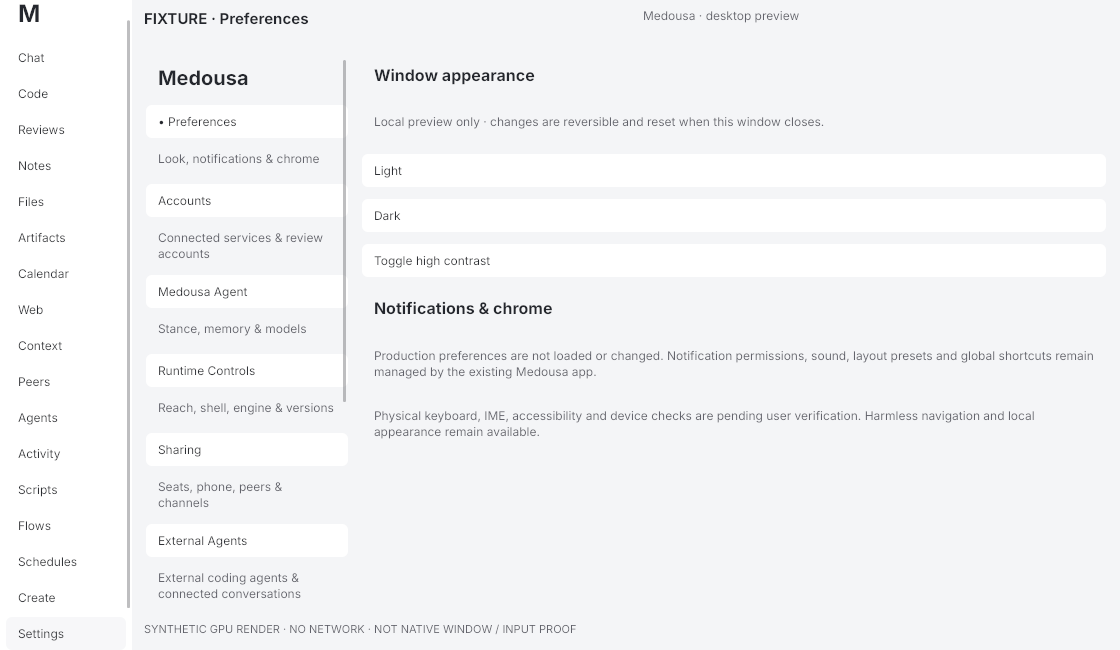 M
Chat
Code
Reviews
Notes
Files
Artifacts
Calendar
Web
Context
Peers
Agents
Activity
Scripts
Flows
Schedules
Create
Settings
FIXTURE · Preferences
Medousa · desktop preview
Medousa
• Preferences
Look, notifications & chrome
Accounts
Connected services & review
accounts
Medousa Agent
Stance, memory & models
Runtime Controls
Reach, shell, engine & versions
Sharing
Seats, phone, peers &
channels
External Agents
External coding agents &
connected conversations
Window appearance
Local preview only · changes are reversible and reset when this window closes.
Light
Dark
Toggle high contrast
Notifications & chrome
Production preferences are not loaded or changed. Notification permissions, sound, layout presets and global shortcuts remain
managed by the existing Medousa app.
Physical keyboard, IME, accessibility and device checks are pending user verification. Harmless navigation and local
appearance remain available.
SYNTHETIC GPU RENDER · NO NETWORK · NOT NATIVE WINDOW / INPUT PROOF